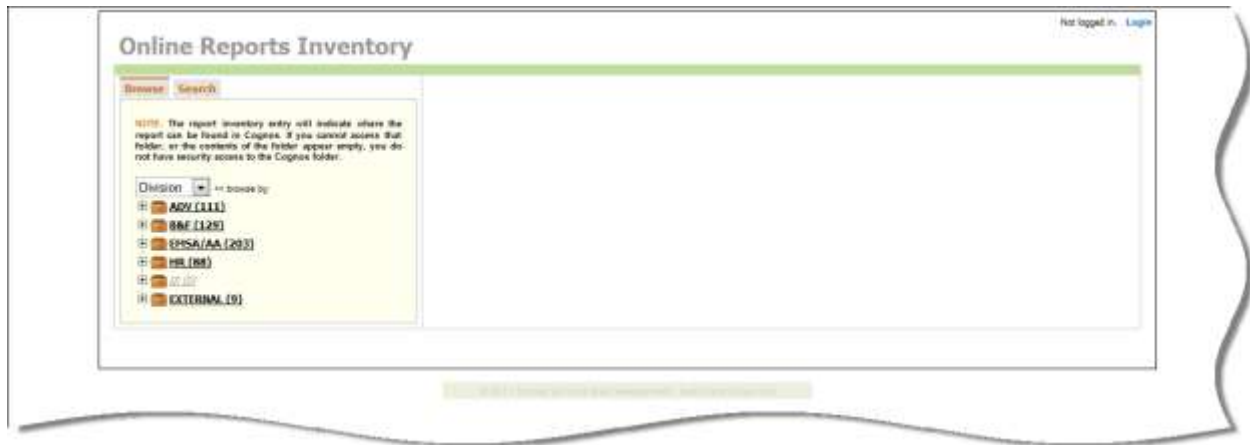 Not logged in. Login
Online Reports Inventory
Browse Search
NOTE: The report inventory entry will indicate where the
report can be found in Cognos. If you cannot access that
folder, or the contents of the folder appear empty, you do
not have security access to the Cognos folder.
Division << browse by
ADV (111)
B&F (129)
EMSA/AA (203)
HR (88)
EXTERNAL (9)